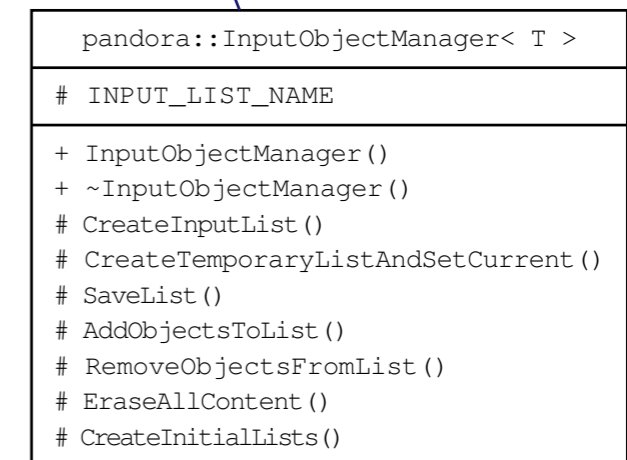 pandora::InputObjectManager< T >
# INPUT_LIST_NAME
+ InputObjectManager()
+ ~InputObjectManager()
# CreateInputList()
# CreateTemporaryListAndSetCurrent()
# SaveList()
# AddObjectsToList()
# RemoveObjectsFromList()
# EraseAllContent()
# CreateInitialLists()